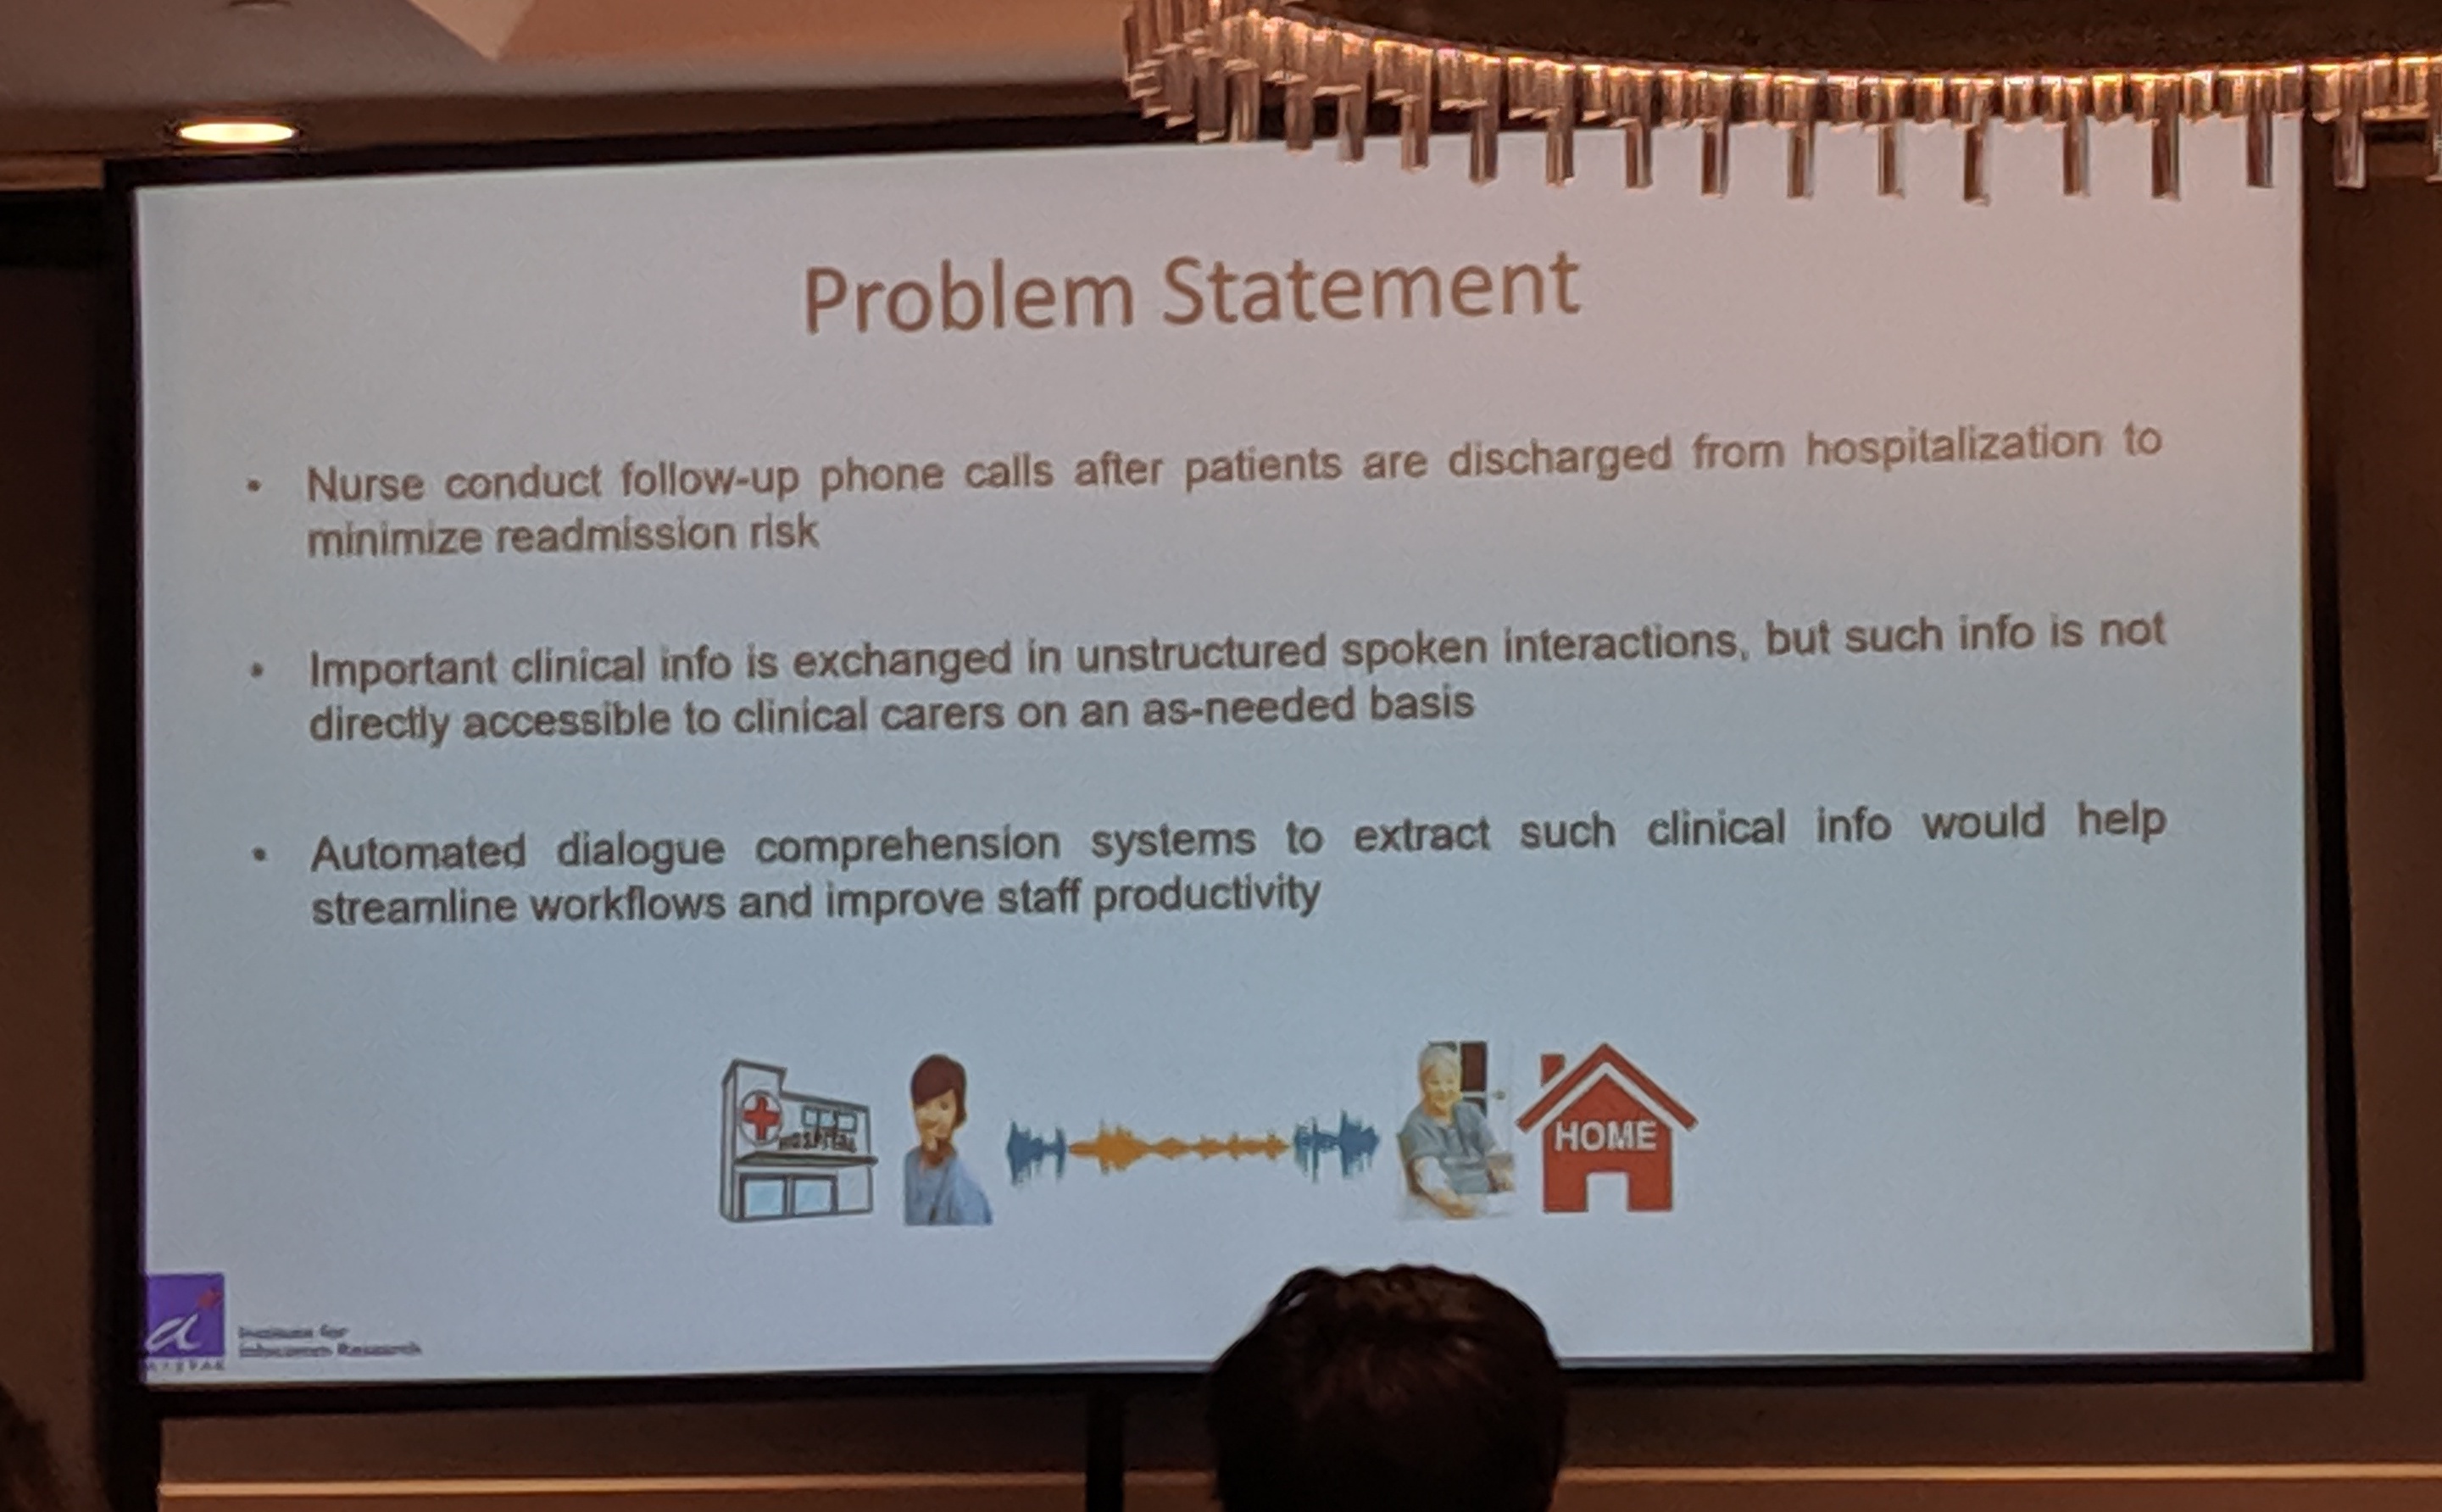 Problem Statement
• Nurse conduct follow-up phone calls after patients are discharged from hospitalization to
minimize readmission risk
• Important clinical info is exchanged in unstructured spoken interactions, but such info is not
directly accessible to clinical carers on an as-needed basis
• Automated dialogue comprehension systems to extract such clinical info would help
streamline workflows and improve staff productivity
HOSPITAL
HOME
Institute for
Infocomm Research